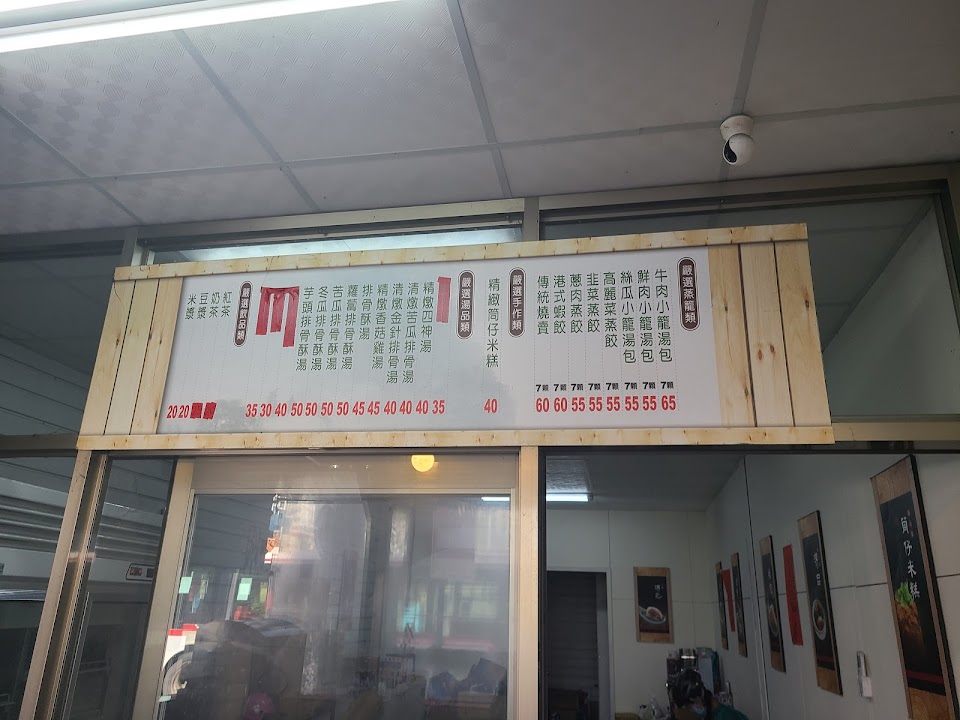 嚴選蒸籠類
牛肉小籠湯包 7顆 65
鮮肉小籠湯包 7顆 55
絲瓜小籠湯包 7顆 55
高麗菜蒸餃 7顆 55
韭菜蒸餃 7顆 55
蔥肉蒸餃 7顆 55
港式蝦餃 7顆 60
傳統燒賣 7顆 60
嚴選手作類
精緻筒仔米糕 40
嚴選湯品類
35
精燉四神湯 40
清燉苦瓜排骨湯 40
清燉金針排骨湯 40
精燉香菇雞湯 45
排骨酥湯 45
蘿蔔排骨酥湯 50
苦瓜排骨酥湯 50
冬瓜排骨酥湯 50
芋頭排骨酥湯 50
40
30
35
嚴選飲品類
紅茶
奶茶
豆漿 20
米漿 20
筒仔米糕